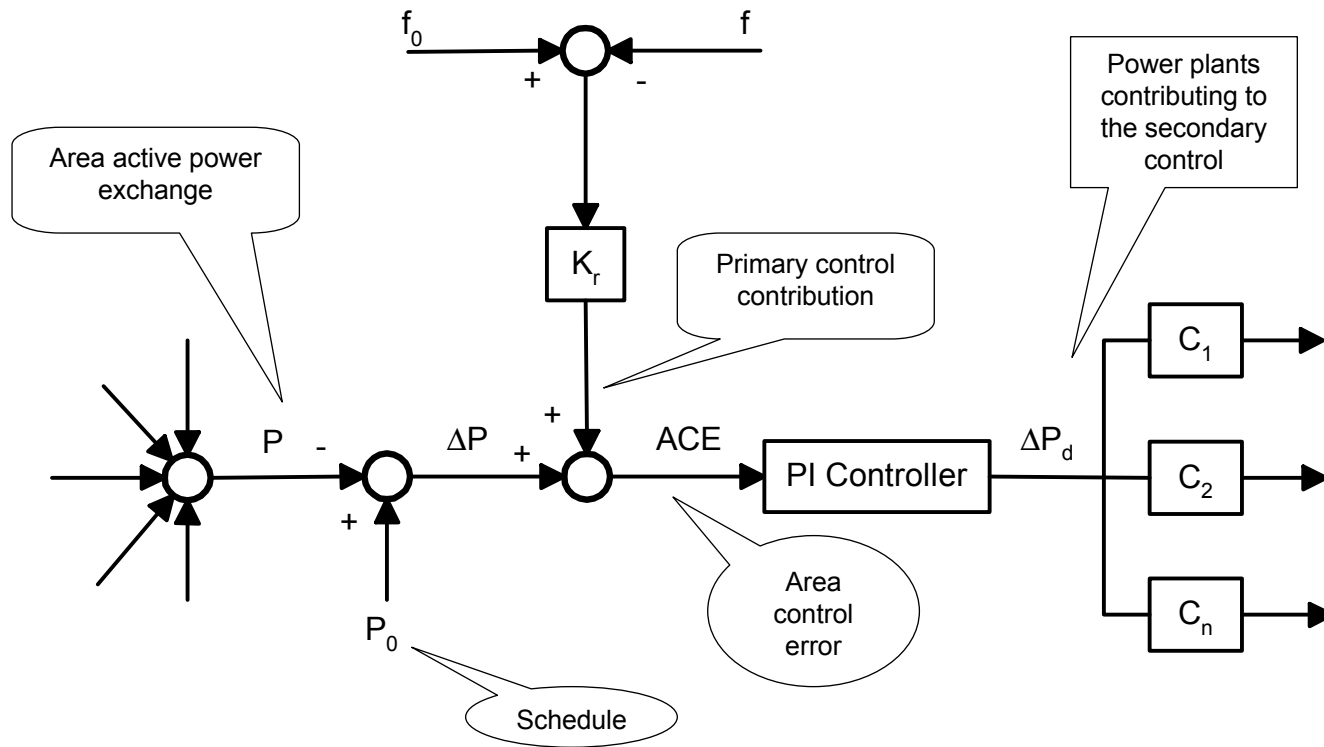 f₀
f
+
-
Area active power
exchange
Power plants
contributing to
the secondary
control
Kᵣ
Primary control
contribution
C₁
P
-
+
ΔP
+
+
ACE
PI Controller
ΔP_d
C₂
Cₙ
P₀
Area
control
error
Schedule